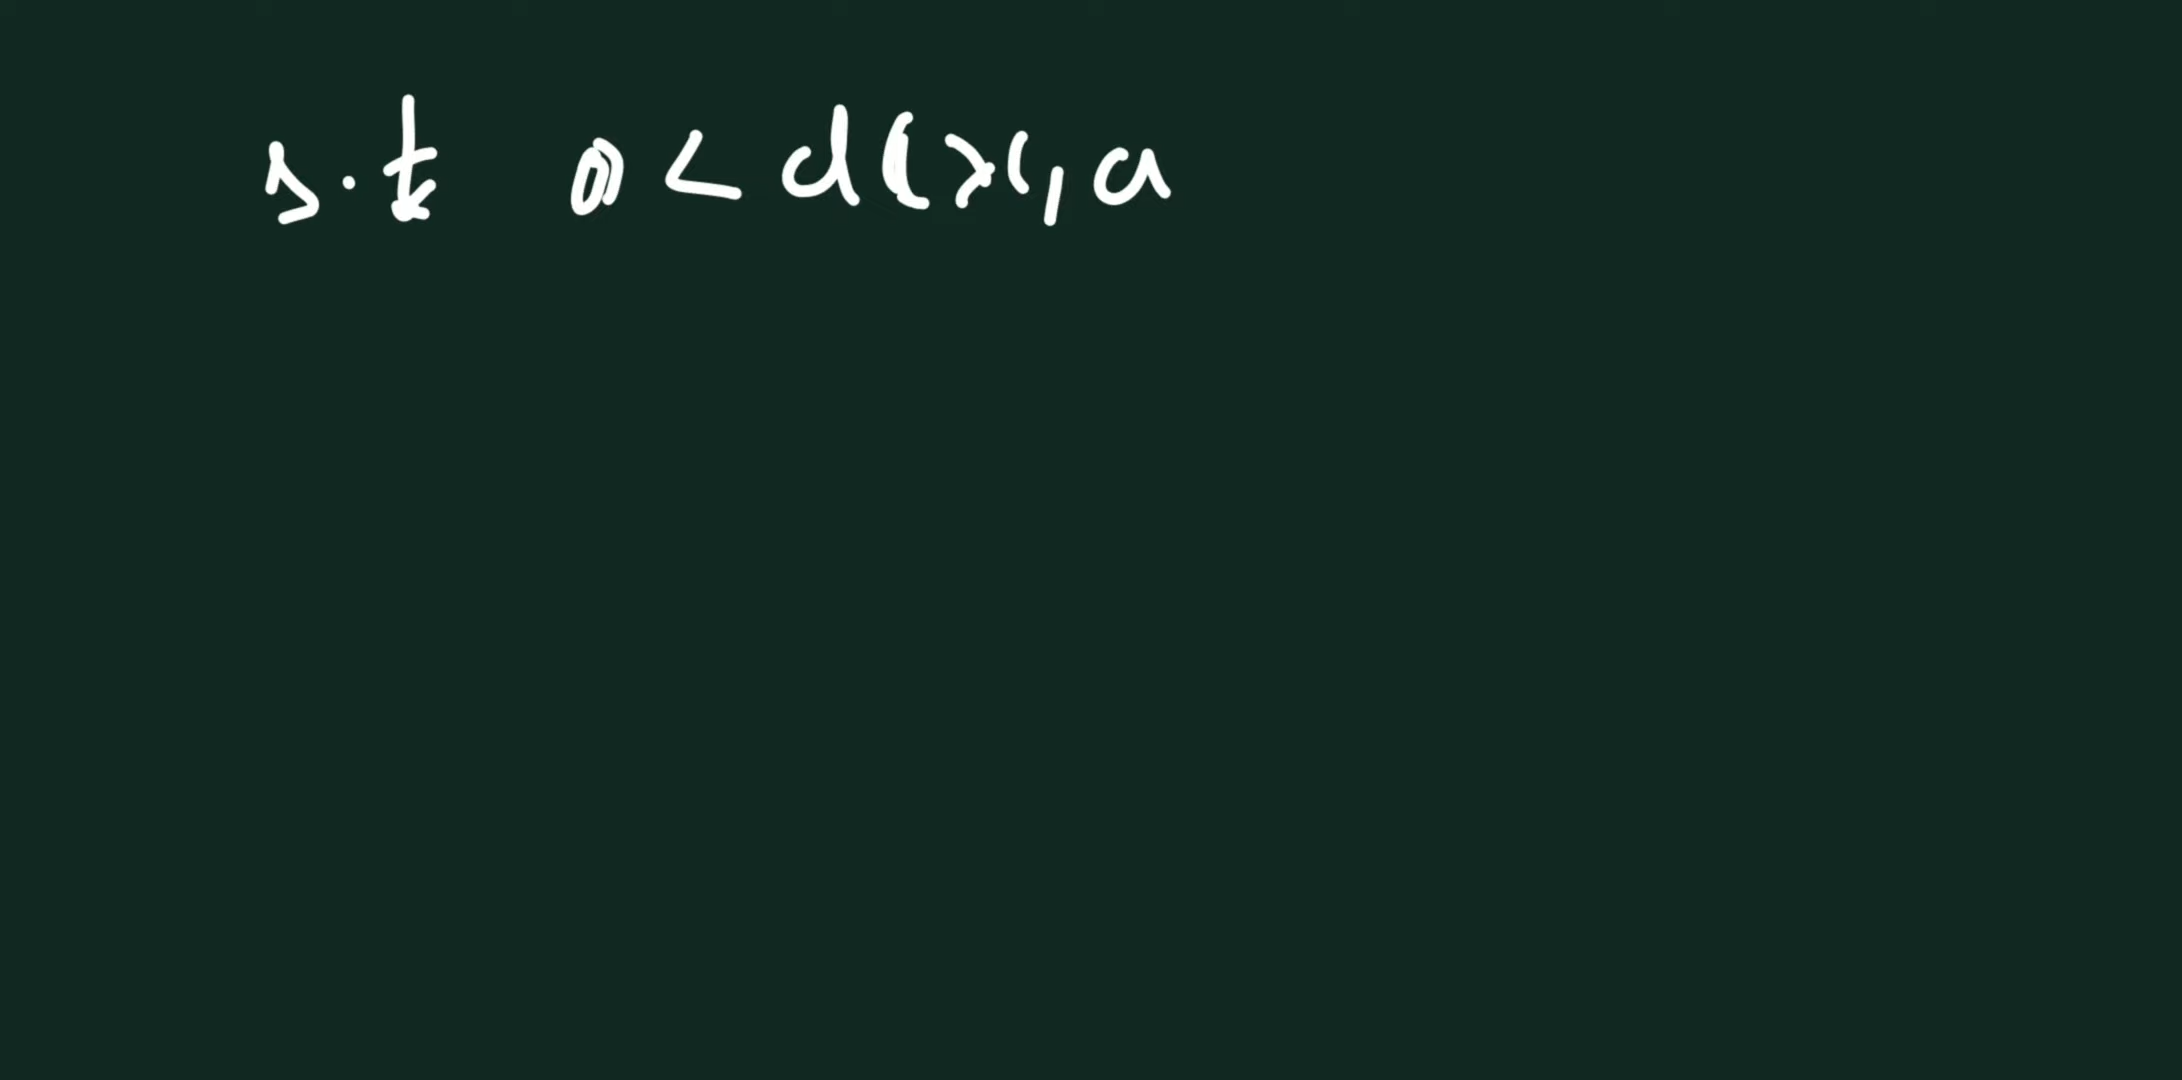 s.t 0 < d(x, a